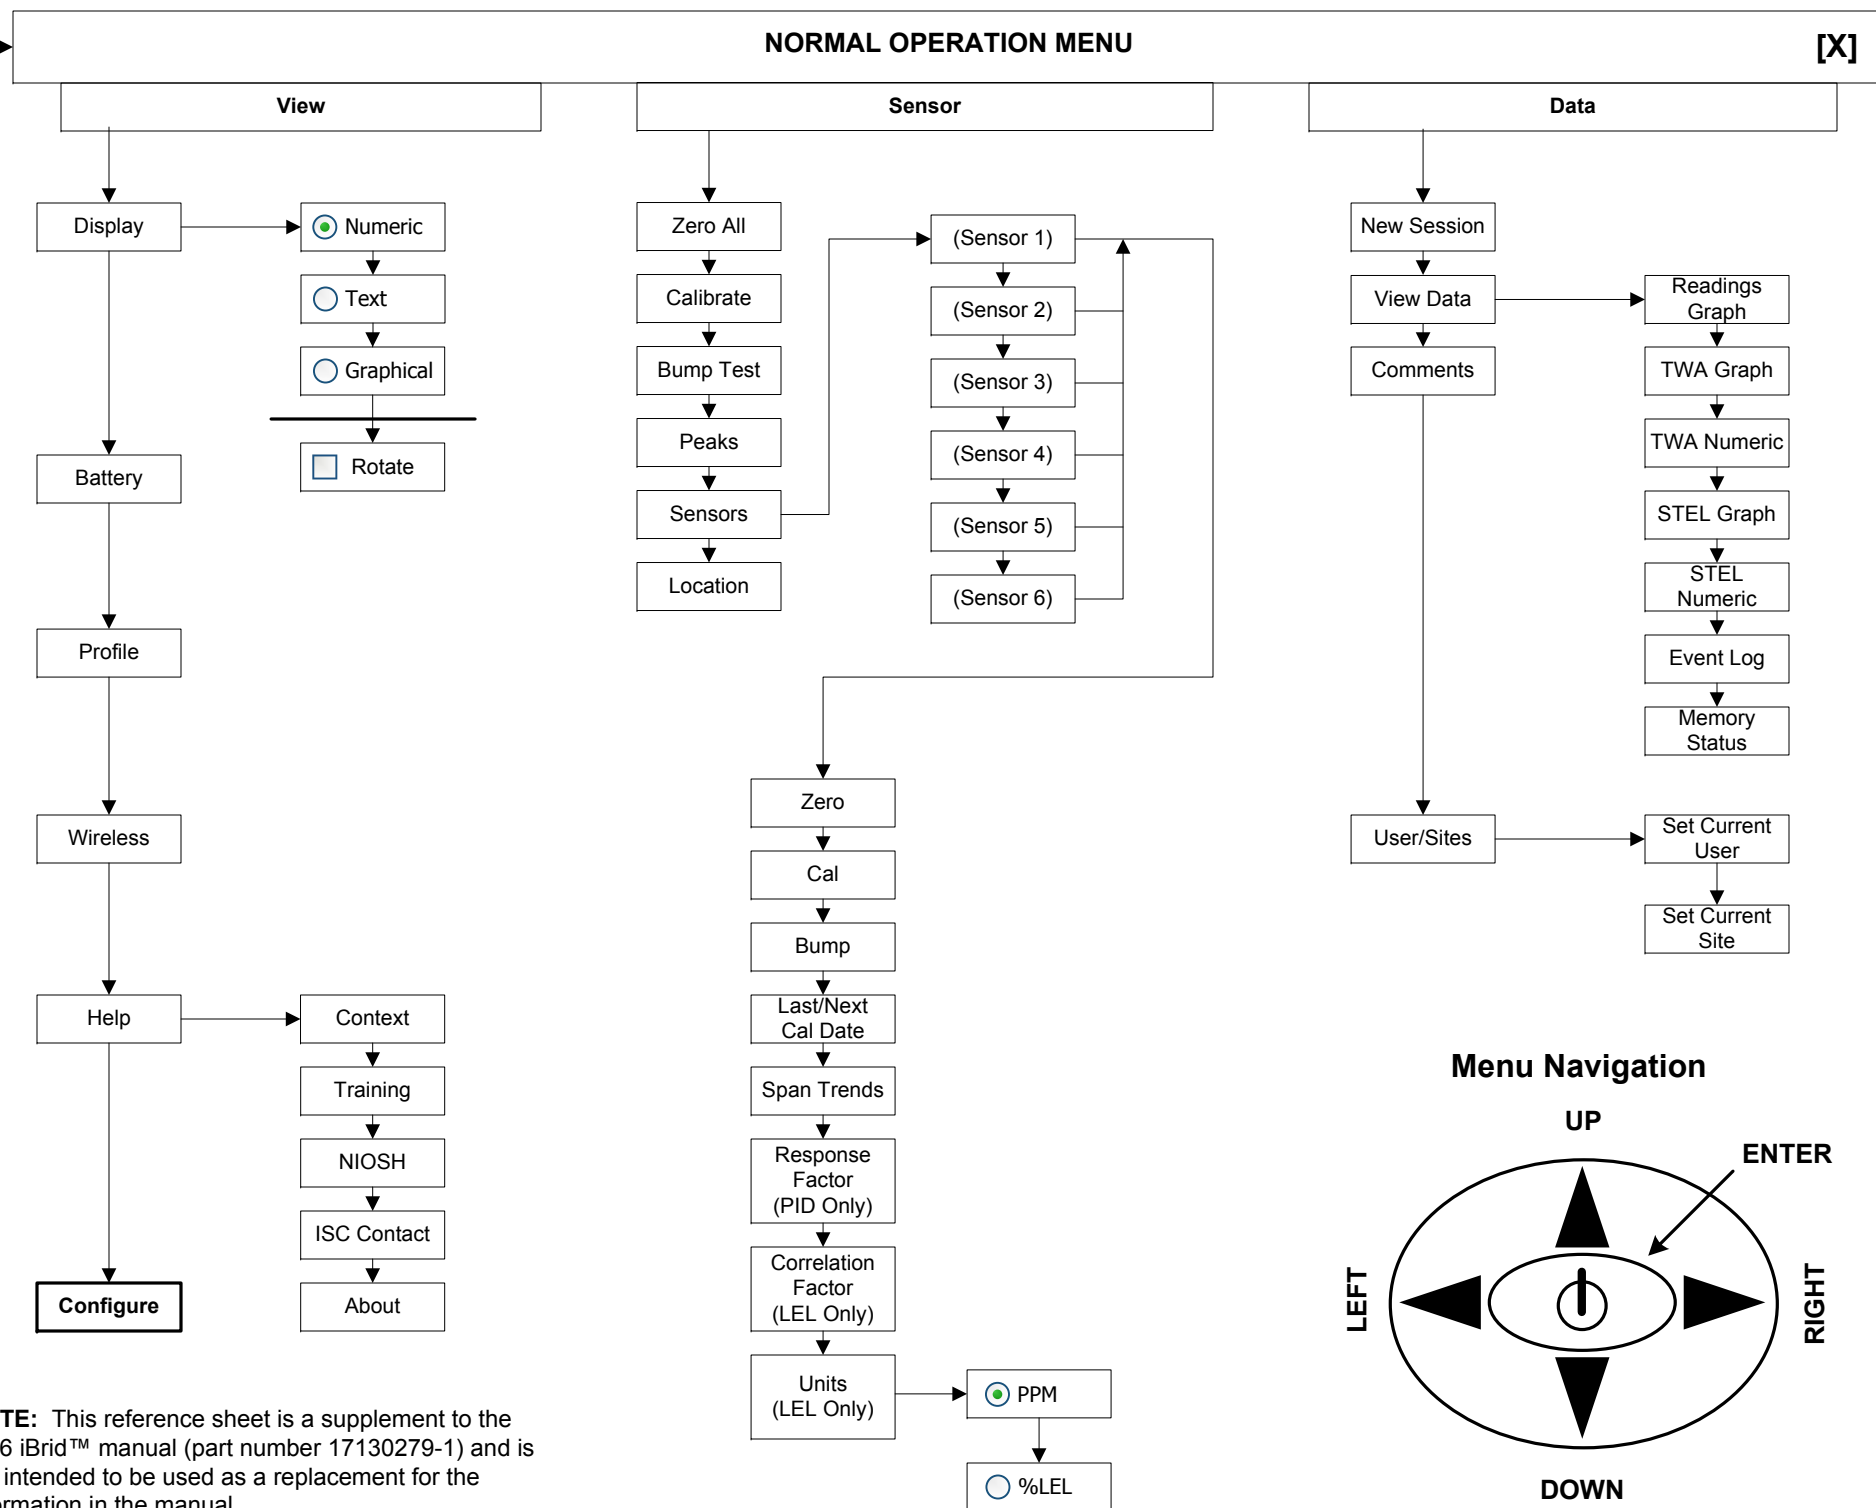 NORMAL OPERATION MENU
[X]
View
Display
Numeric
Text
Graphical
Rotate
Battery
Profile
Wireless
Help
Context
Training
NIOSH
ISC Contact
About
Configure
Sensor
Zero All
Calibrate
Bump Test
Peaks
Sensors
Location
(Sensor 1)
(Sensor 2)
(Sensor 3)
(Sensor 4)
(Sensor 5)
(Sensor 6)
Zero
Cal
Bump
Last/Next
Cal Date
Span Trends
Response
Factor
(PID Only)
Correlation
Factor
(LEL Only)
Units
(LEL Only)
PPM
%LEL
Data
New Session
View Data
Comments
Readings
Graph
TWA Graph
TWA Numeric
STEL Graph
STEL
Numeric
Event Log
Memory
Status
User/Sites
Set Current
User
Set Current
Site
Menu Navigation
UP
ENTER
LEFT
RIGHT
DOWN
TE: This reference sheet is a supplement to the
6 iBrid™ manual (part number 17130279-1) and is
intended to be used as a replacement for the
ormation in the manual